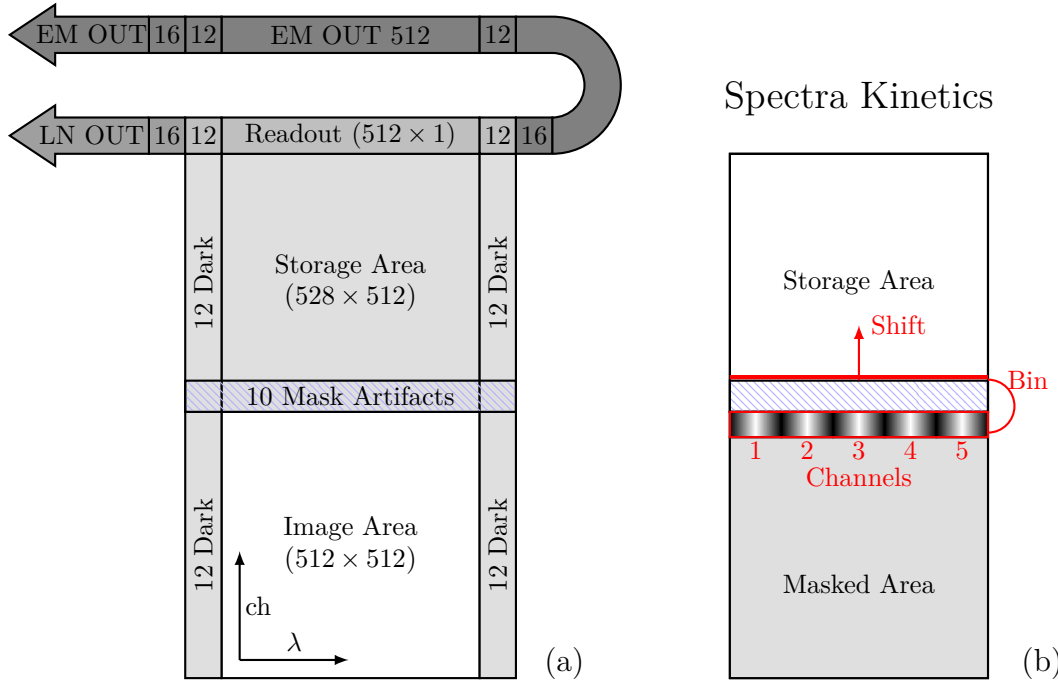 EM OUT 16 12 EM OUT 512 12
LN OUT 16 12 Readout (512 × 1) 12 16
12 Dark
Storage Area
(528 × 512)
12 Dark
10 Mask Artifacts
12 Dark
Image Area
(512 × 512)
12 Dark
ch
λ
(a)
Spectra Kinetics
Storage Area
Shift
Bin
1 2 3 4 5
Channels
Masked Area
(b)